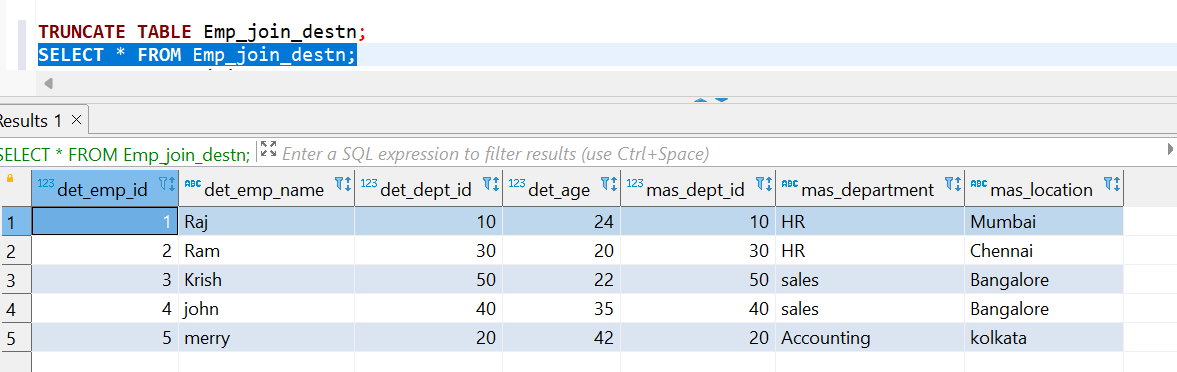 TRUNCATE TABLE Emp_join_destn;
SELECT * FROM Emp_join_destn;
Results 1 ×
SELECT * FROM Emp_join_destn; Enter a SQL expression to filter results (use Ctrl+Space)
123 det_emp_id ABC det_emp_name 123 det_dept_id 123 det_age 123 mas_dept_id ABC mas_department ABC mas_location
1 1 Raj 10 24 10 HR Mumbai
2 2 Ram 30 20 30 HR Chennai
3 3 Krish 50 22 50 sales Bangalore
4 4 john 40 35 40 sales Bangalore
5 5 merry 20 42 20 Accounting kolkata